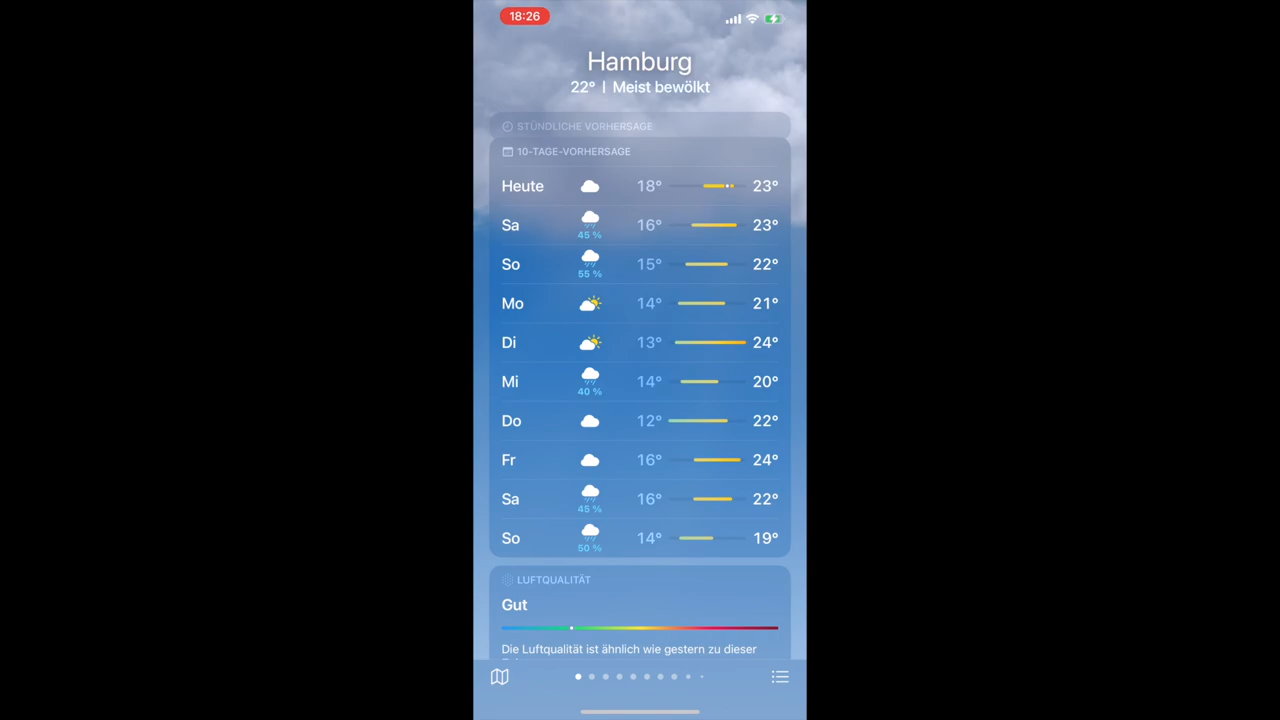 18:26
Hamburg
22° | Meist bewölkt
STÜNDLICHE VORHERSAGE
10-TAGE-VORHERSAGE
Heute 18° 23°
Sa 45 % 16° 23°
So 55 % 15° 22°
Mo 14° 21°
Di 13° 24°
Mi 40 % 14° 20°
Do 12° 22°
Fr 16° 24°
Sa 45 % 16° 22°
So 50 % 14° 19°
LUFTQUALITÄT
Gut
Die Luftqualität ist ähnlich wie gestern zu dieser